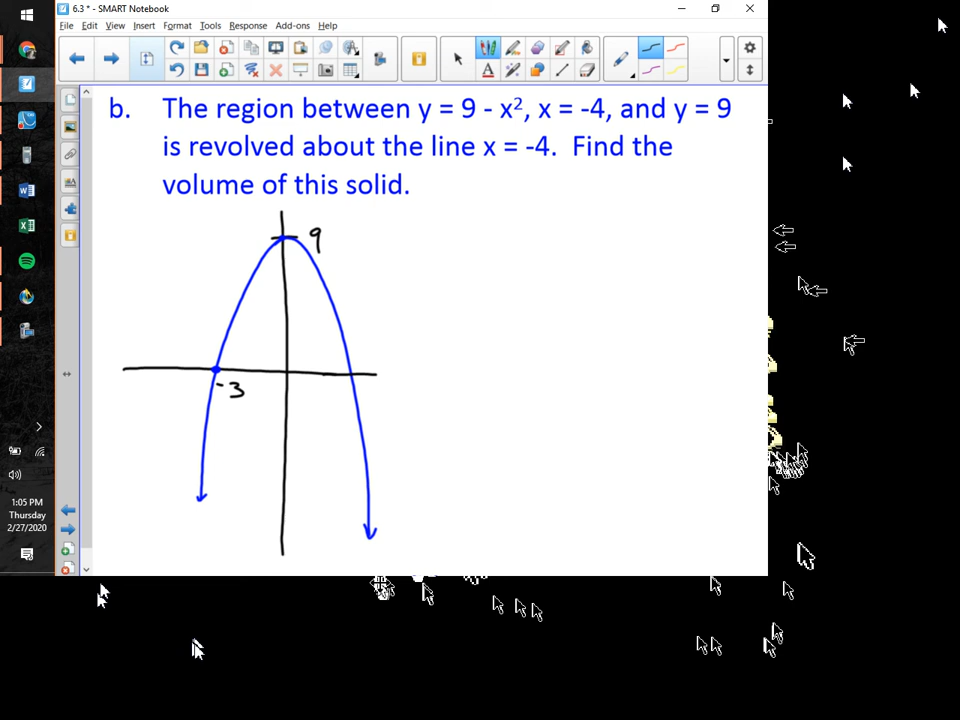 6.3 * - SMART Notebook
File Edit View Insert Format Tools Response Add-ons Help
b. The region between y = 9 - x², x = -4, and y = 9
is revolved about the line x = -4. Find the
volume of this solid.
9
-3
1:05 PM
Thursday
2/27/2020